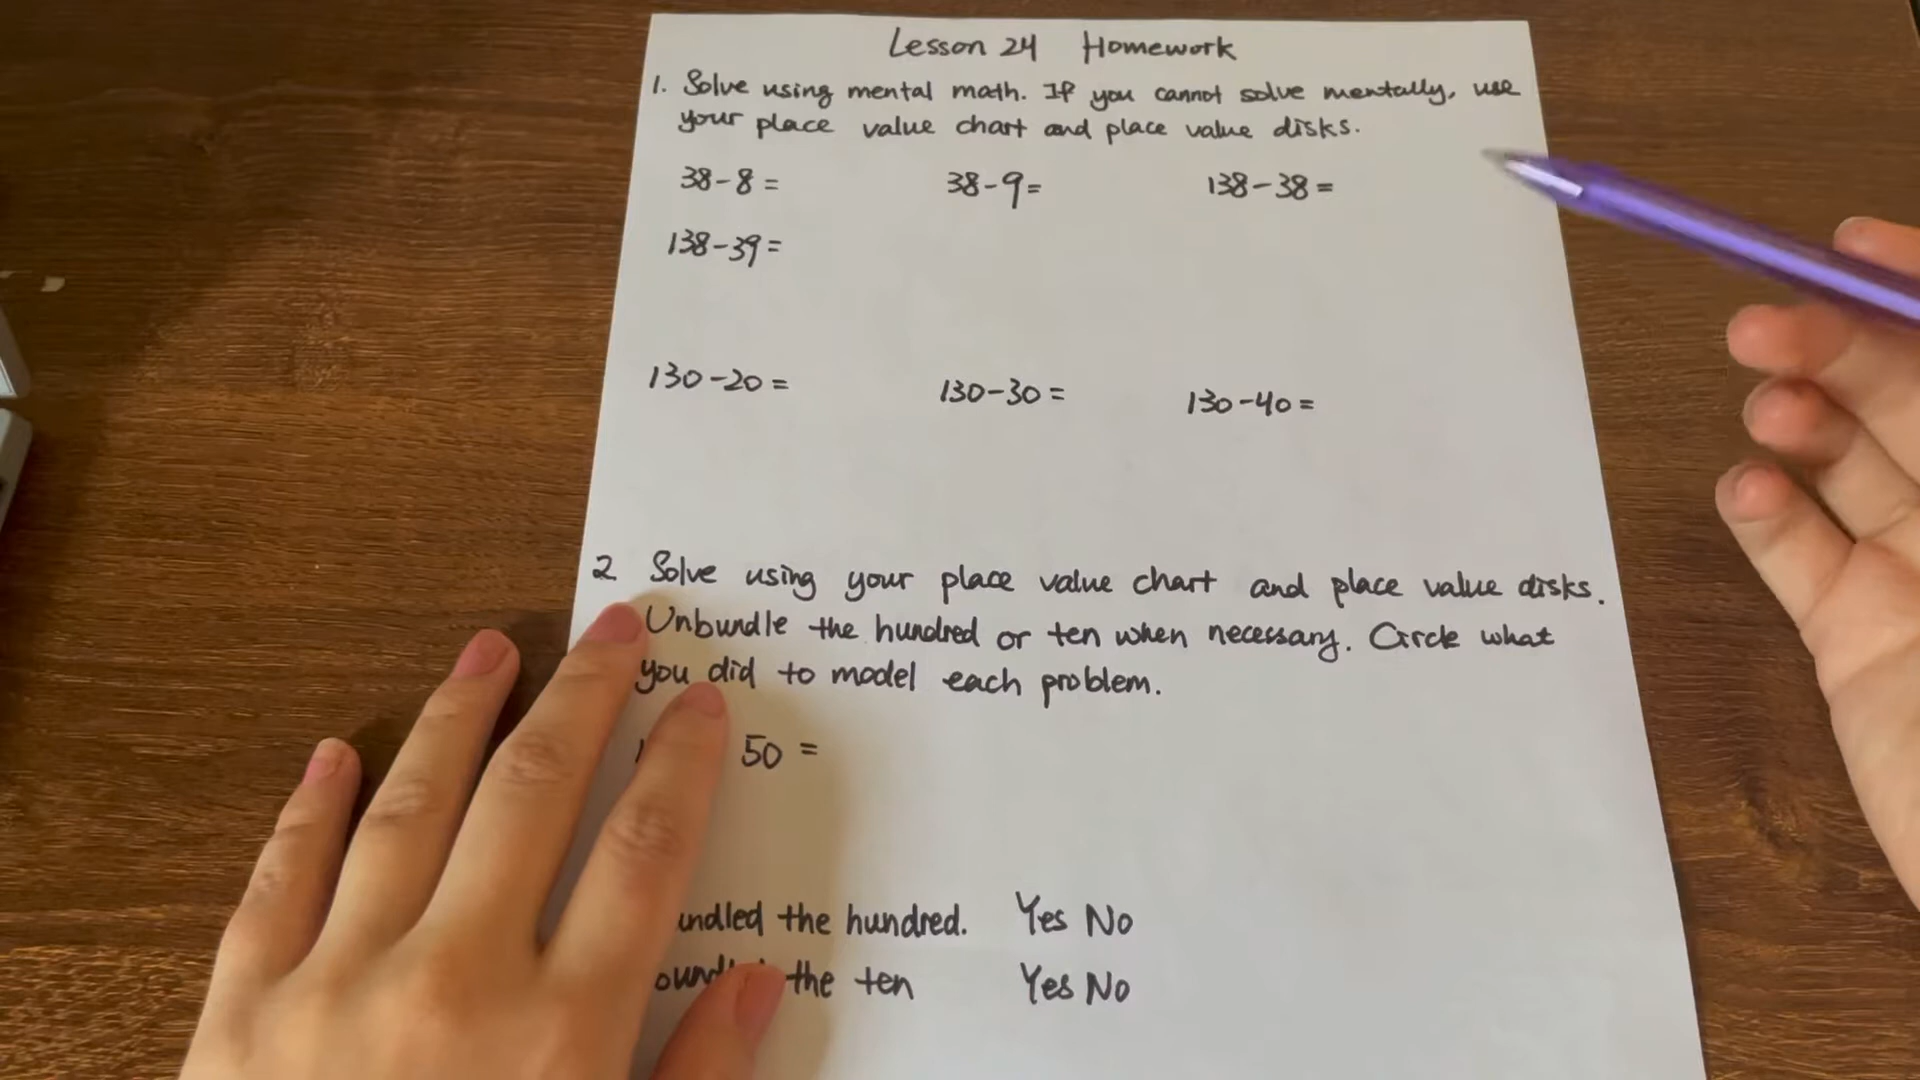 Lesson 24 Homework
1. Solve using mental math. If you cannot solve mentally, use
your place value chart and place value disks.
38-8= 38-9= 138-38=
138-39=
130-20= 130-30= 130-40=
2 Solve using your place value chart and place value disks.
Unbundle the hundred or ten when necessary. Circle what
you did to model each problem.
50 =
the hundred. Yes No
the ten Yes No